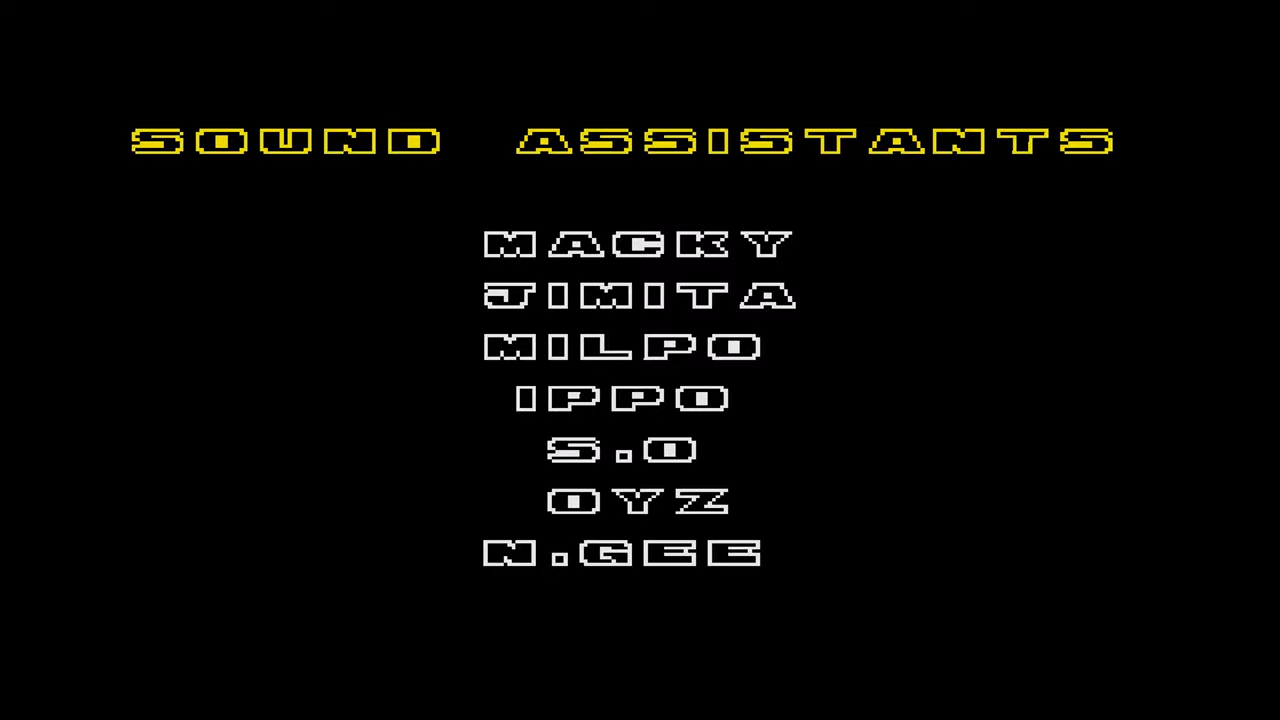 SOUND ASSISTANTS
MACKY
JIMITA
MILPO
IPPO
S.O
OYZ
N.GEE